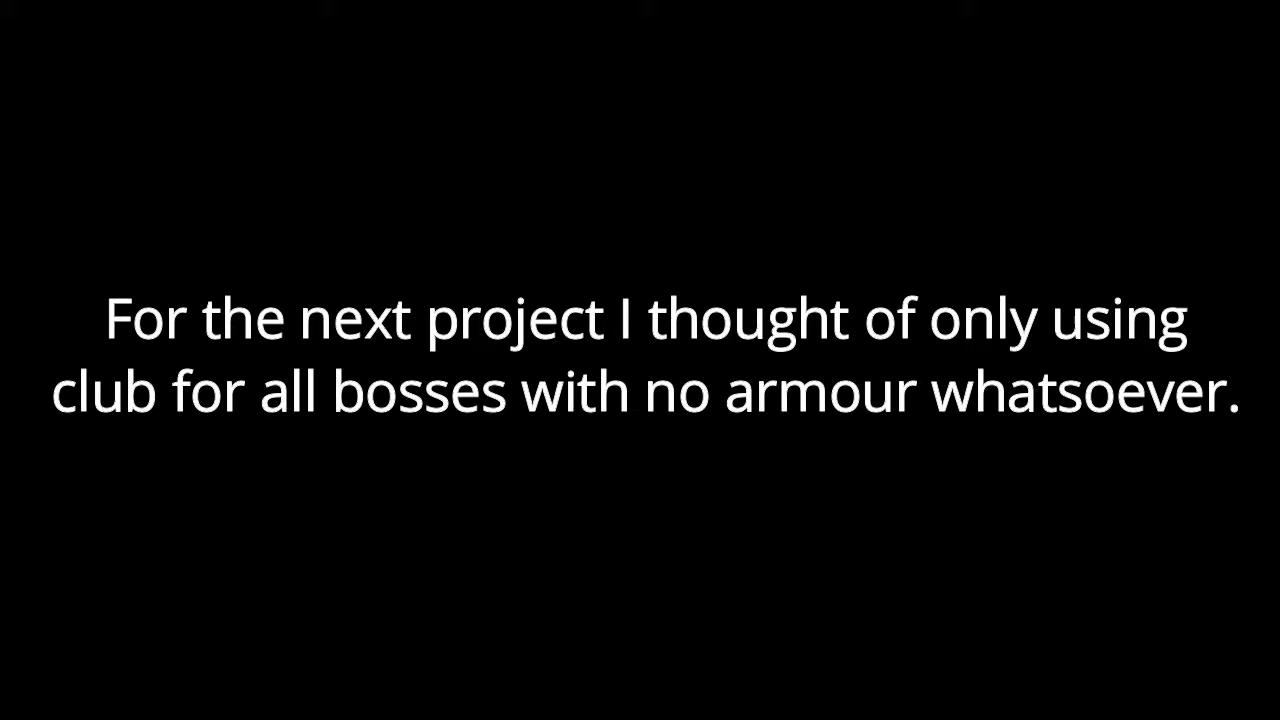 For the next project I thought of only using
club for all bosses with no armour whatsoever.